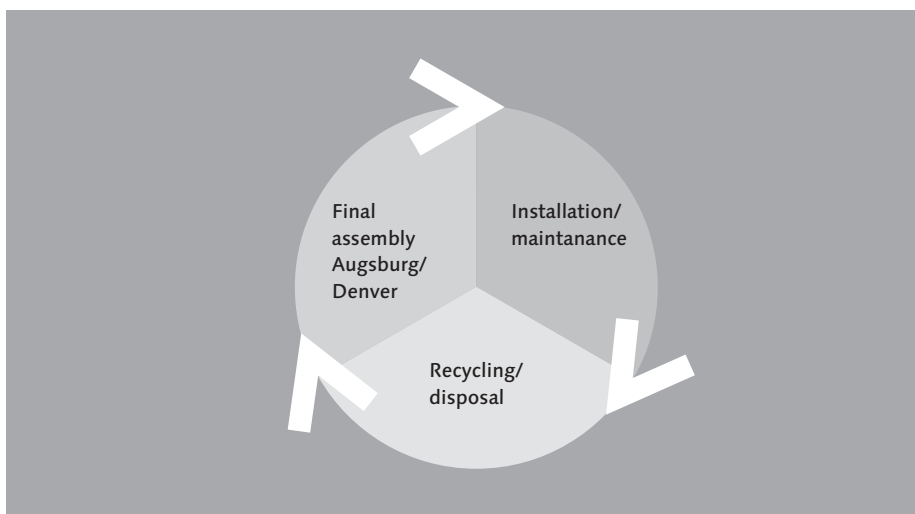 Final
assembly
Augsburg/
Denver
Installation/
maintanance
Recycling/
disposal